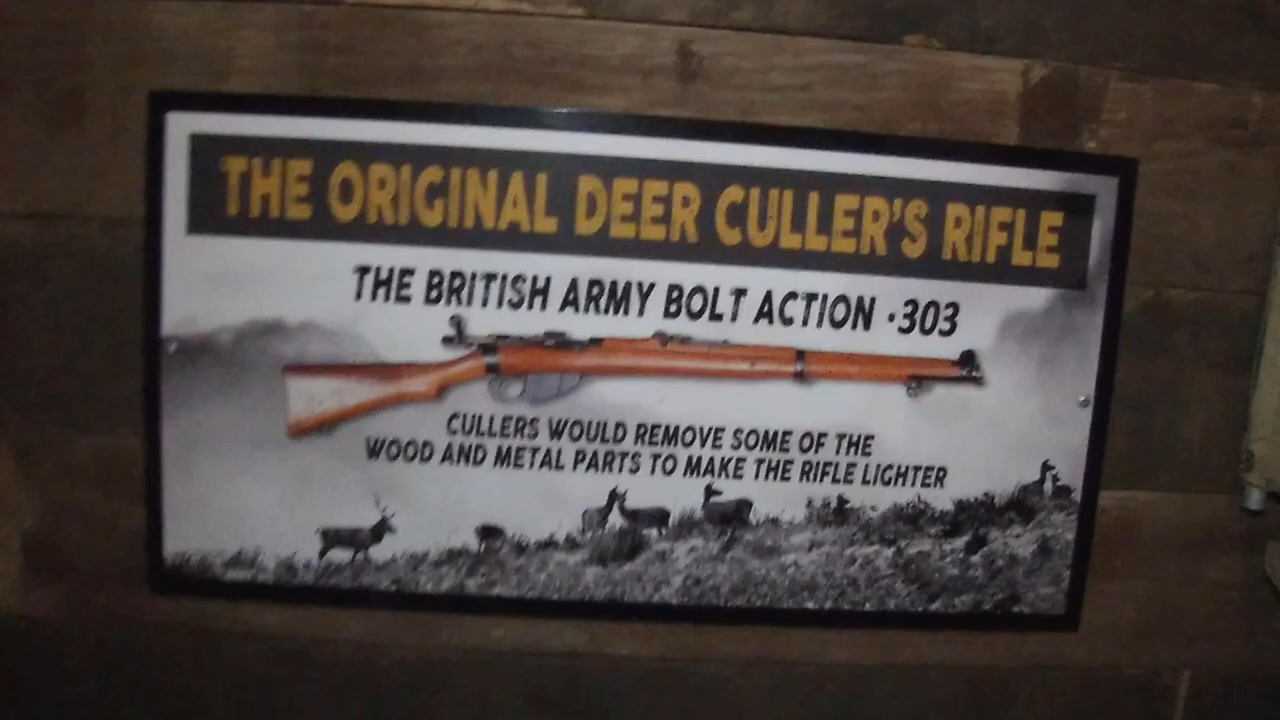 THE ORIGINAL DEER CULLER'S RIFLE
THE BRITISH ARMY BOLT ACTION ·303
CULLERS WOULD REMOVE SOME OF THE
WOOD AND METAL PARTS TO MAKE THE RIFLE LIGHTER